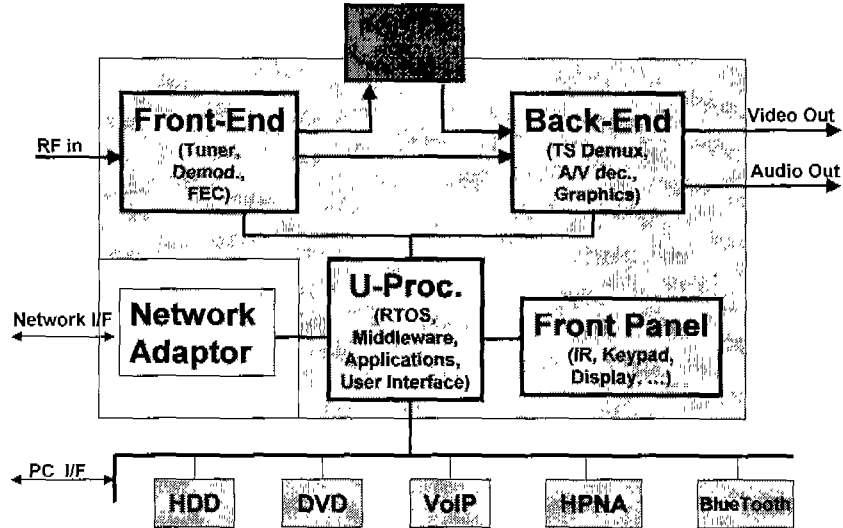 Front-End
(Tuner,
Demod.,
FEC)
RF in
Back-End
(TS Demux,
A/V dec.,
Graphics)
Video Out
Audio Out
U-Proc.
(RTOS,
Middleware,
Applications,
User Interface)
Network I/F
Network
Adaptor
Front Panel
(IR, Keypad,
Display, ...)
PC I/F
HDD
DVD
VoIP
HPNA
BlueTooth